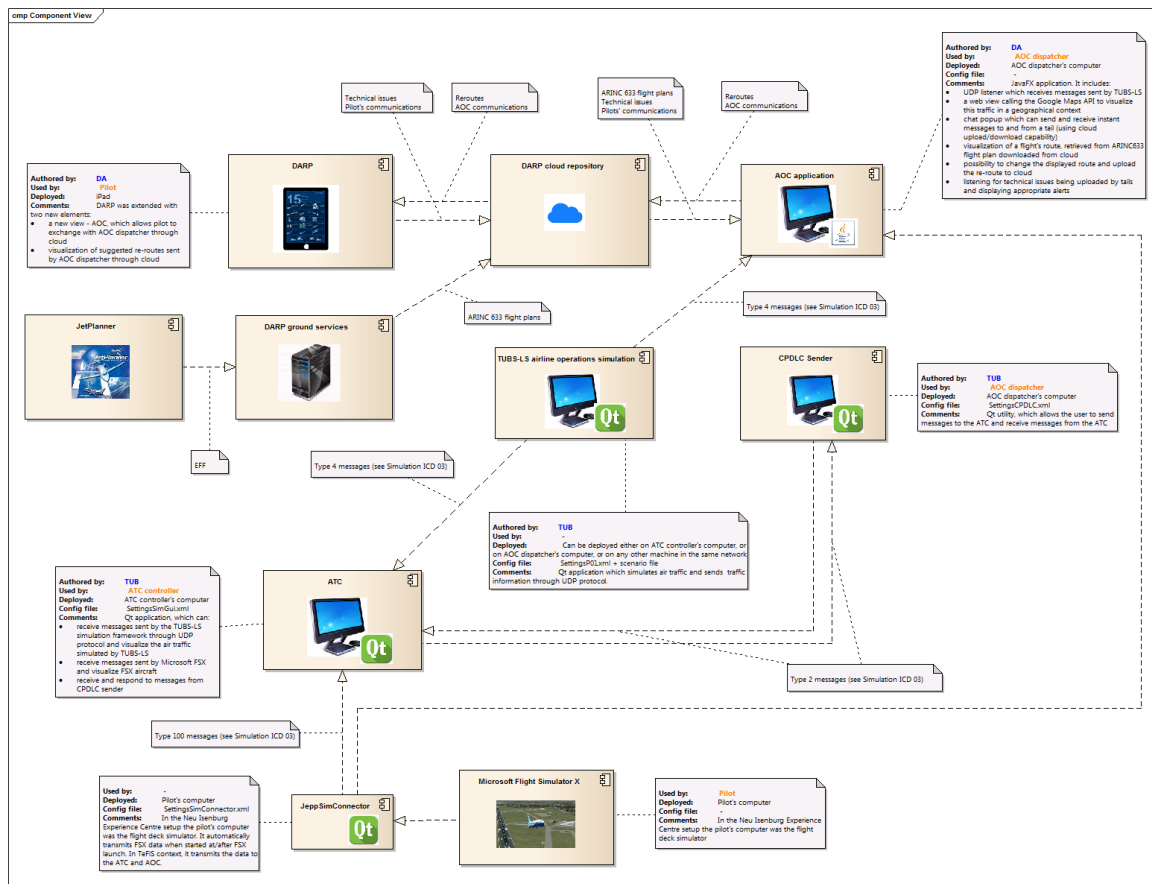 cmp Component View
Authored by: DA
Used by: AOC dispatcher
Deployed: AOC dispatcher's computer
Config file: -
Comments: JavaFX application. It includes:
• UDP listener which receives messages sent by TUBS-LS
• a web view calling the Google Maps API to visualize
this traffic in a geographical context
• chat popup which can send and receive instant
messages to and from a tail (using cloud
upload/download capability)
• visualization of a flight's route, retrieved from ARINC633
flight plan downloaded from cloud
• possibility to change the displayed route and upload
the re-route to cloud
• listening for technical issues being uploaded by tails
and displaying appropriate alerts
Technical issues
Pilot's communications
Reroutes
AOC communications
ARINC 633 flight plans
Technical issues
Pilots' communications
Reroutes
AOC communications
DARP
15
DARP cloud repository
AOC application
Java
Authored by: DA
Used by: Pilot
Deployed: iPad
Comments: DARP was extended with
two new elements:
• a new view - AOC, which allows pilot to
exchange with AOC dispatcher through
cloud
• visualization of suggested re-routes sent
by AOC dispatcher through cloud
ARINC 633 flight plans
Type 4 messages (see Simulation ICD 03)
JetPlanner
DARP ground services
TUBS-LS airline operations simulation
Qt
CPDLC Sender
Qt
Authored by: TUB
Used by: AOC dispatcher
Deployed: AOC dispatcher's computer
Config file: SettingsCPDLC.xml
Comments: Qt utility, which allows the user to send
messages to the ATC and receive messages from the ATC
EFF
Type 4 messages (see Simulation ICD 03)
Authored by: TUB
Used by: -
Deployed: Can be deployed either on ATC controller's computer, or
on AOC dispatcher's computer, or on any other machine in the same network
Config file: SettingsP01.xml + scenario file
Comments: Qt application which simulates air traffic and sends traffic
information through UDP protocol.
Authored by: TUB
Used by: ATC controller
Deployed: ATC controller's computer
Config file: SettingsSimGui.xml
Comments: Qt application, which can:
• receive messages sent by the TUBS-LS
simulation framework through UDP
protocol and visualize the air traffic
simulated by TUBS-LS
• receive messages sent by Microsoft FSX
and visualize FSX aircraft
• receive and respond to messages from
CPDLC sender
ATC
Qt
Type 2 messages (see Simulation ICD 03)
Type 100 messages (see Simulation ICD 03)
Used by: -
Deployed: Pilot's computer
Config file: SettingsSimConnector.xml
Comments: In the Neu Isenburg
Experience Centre setup the pilot's computer
was the flight deck simulator. It automatically
transmits FSX data when started at/after FSX
launch. In TeFiS context, it transmits the data to
the ATC and AOC.
JeppSimConnector
Qt
Microsoft Flight Simulator X
Used by: Pilot
Deployed: Pilot's computer
Config file: -
Comments: In the Neu Isenburg Experience
Centre setup the pilot's computer was the flight
deck simulator